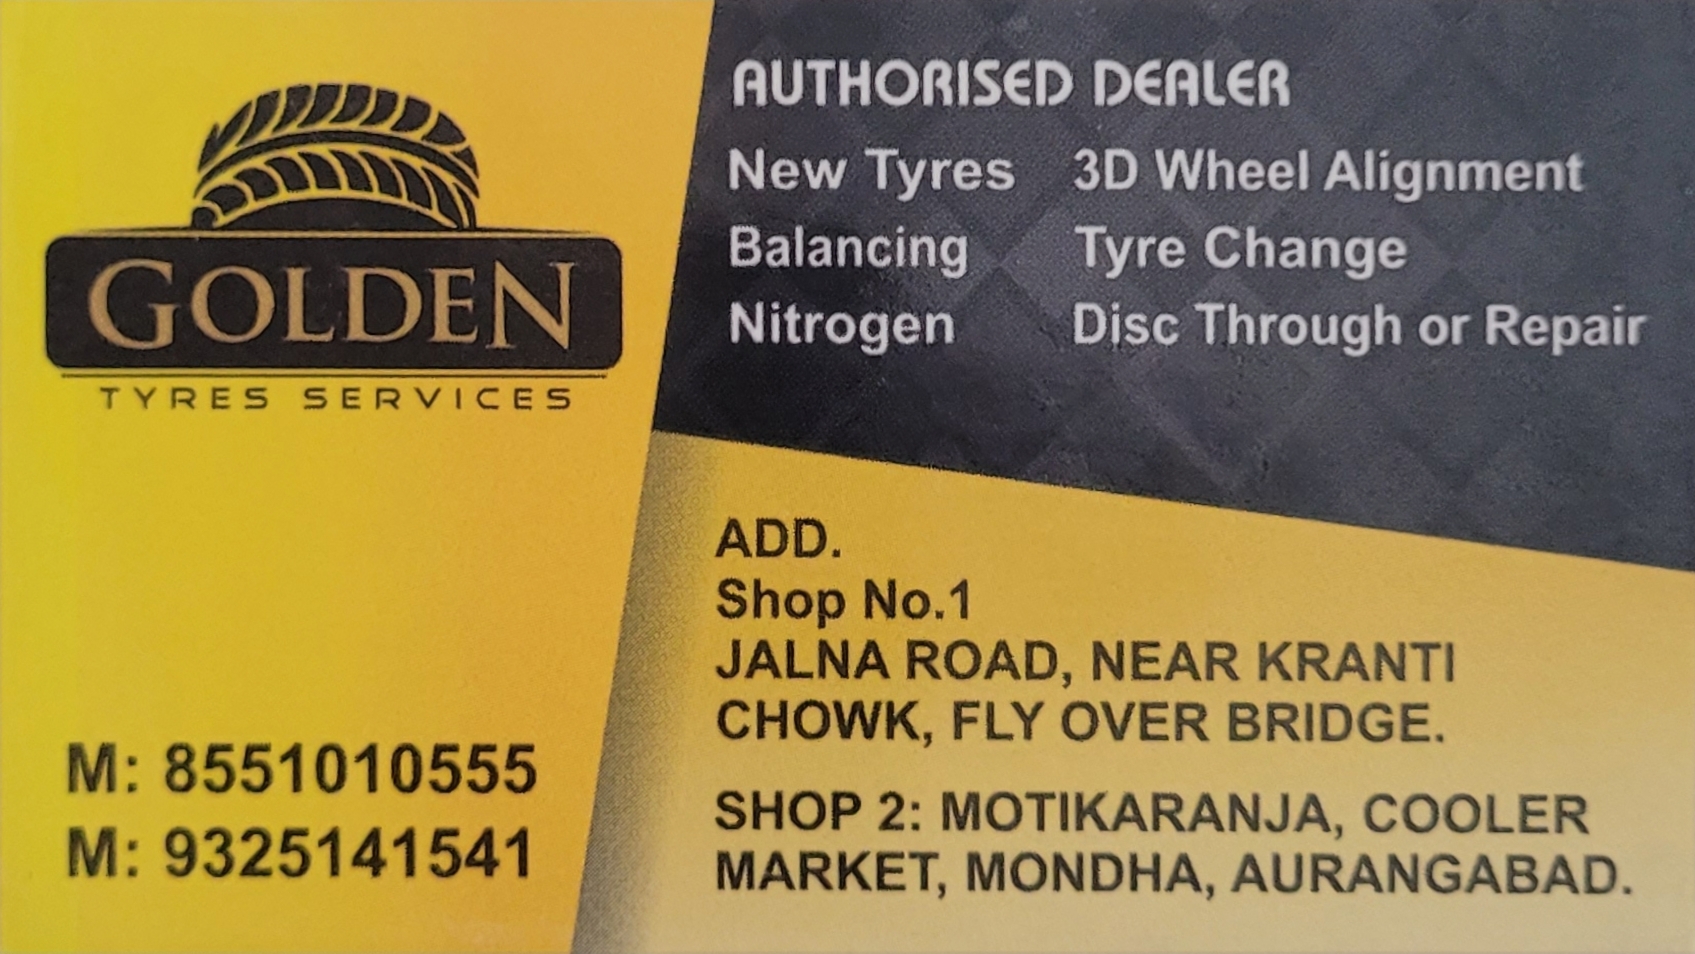 GOLDEN
TYRES SERVICES
M: 8551010555
M: 9325141541
AUTHORISED DEALER
New Tyres 3D Wheel Alignment
Balancing Tyre Change
Nitrogen Disc Through or Repair
ADD.
Shop No.1
JALNA ROAD, NEAR KRANTI
CHOWK, FLY OVER BRIDGE.
SHOP 2: MOTIKARANJA, COOLER
MARKET, MONDHA, AURANGABAD.